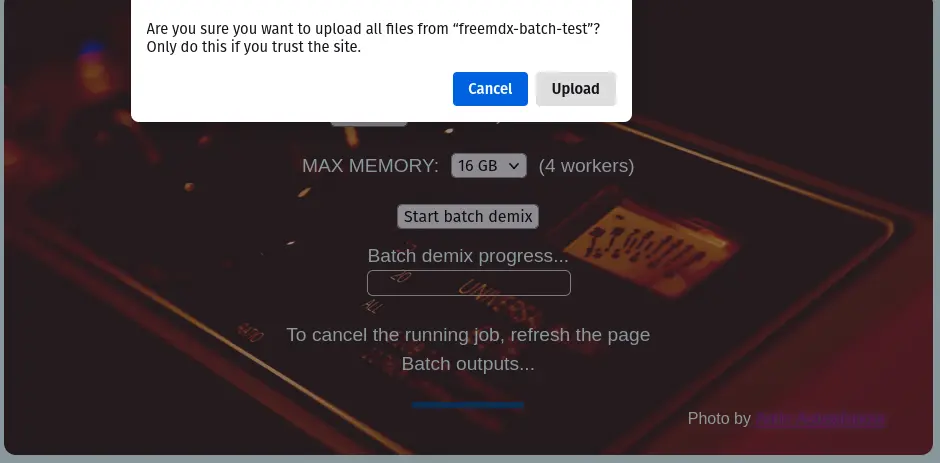 Are you sure you want to upload all files from “freemdx-batch-test”?
Only do this if you trust the site.
Cancel
Upload
MAX MEMORY: 16 GB (4 workers)
Start batch demix
Batch demix progress...
20
ALL
To cancel the running job, refresh the page
Batch outputs...
Photo by